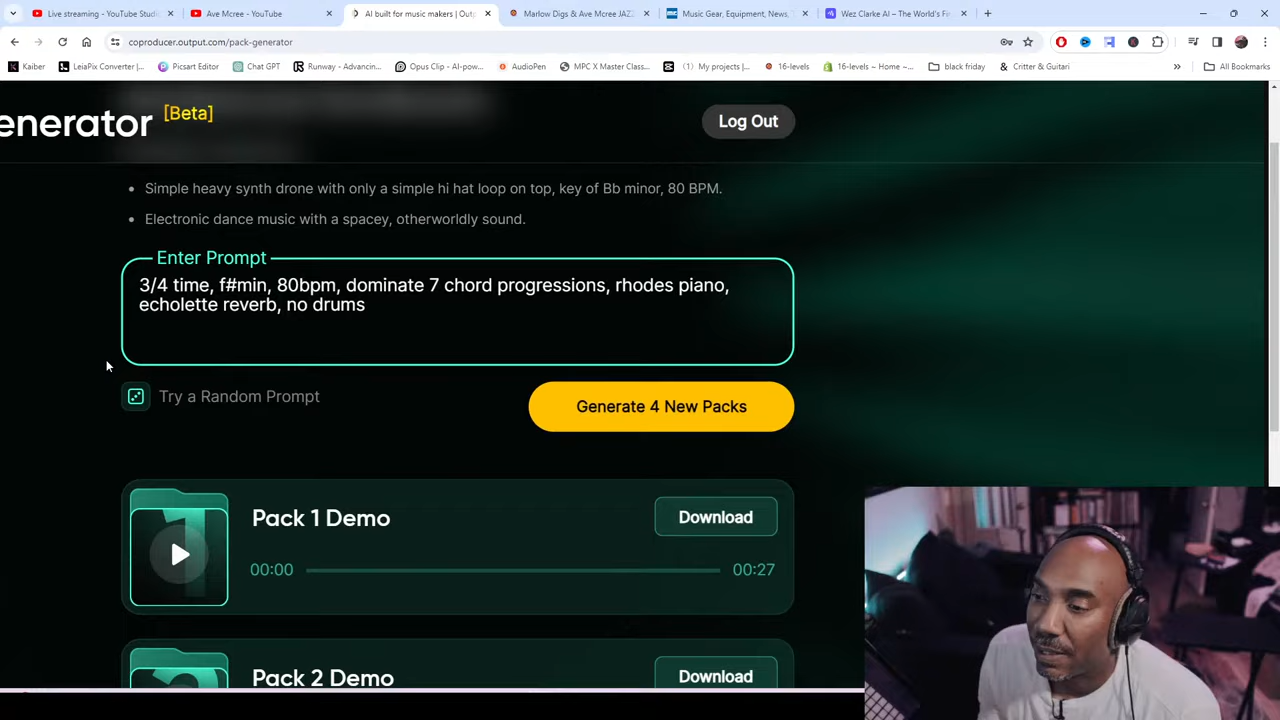 Live streaming - YouTube Studio
Ave Mcree - YouTube
AI built for music makers | Outp
Marlow Digs & Ave Mcree JAZZ
Music Gear, Equipment, News,
Wez Clarke AI – The World's Fi
coproducer.output.com/pack-generator
Kaiber
LeiaPix Converter |...
Picsart Editor
Chat GPT
Runway - Advancin...
Opus Clip - AI-pow...
AudioPen
MPC X Master Class...
(1) My projects |...
16-levels
16-levels ~ Home ~...
black friday
Critter & Guitari
All Bookmarks
enerator [Beta]
Log Out
Simple heavy synth drone with only a simple hi hat loop on top, key of Bb minor, 80 BPM.
Electronic dance music with a spacey, otherworldly sound.
Enter Prompt
3/4 time, f#min, 80bpm, dominate 7 chord progressions, rhodes piano,
echolette reverb, no drums
Try a Random Prompt
Generate 4 New Packs
1
Pack 1 Demo
Download
00:00
00:27
Pack 2 Demo
Download